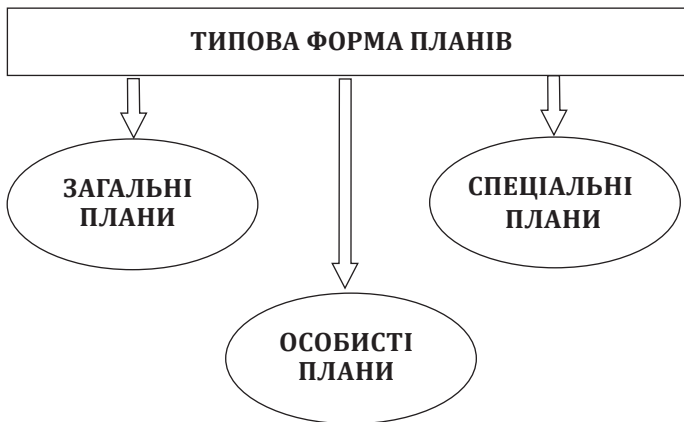 ТИПОВА ФОРМА ПЛАНІВ
ЗАГАЛЬНІ
ПЛАНИ
СПЕЦІАЛЬНІ
ПЛАНИ
ОСОБИСТІ
ПЛАНИ